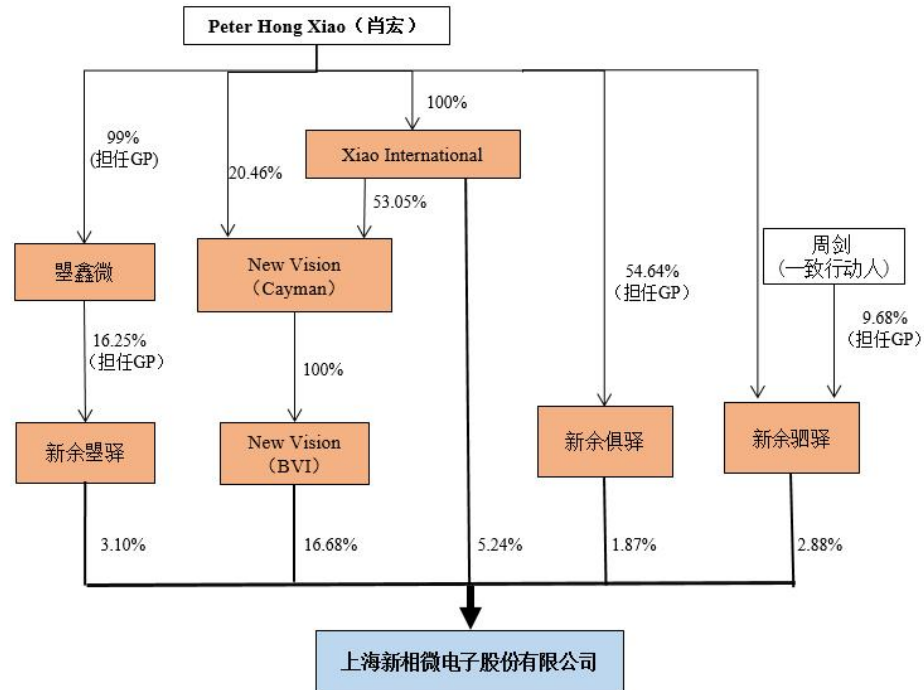 Peter Hong Xiao（肖宏）
100%
99%
(担任GP)
Xiao International
20.46%
53.05%
曌鑫微
New Vision
（Cayman）
54.64%
（担任GP）
周剑
(一致行动人)
16.25%
（担任GP）
9.68%
（担任GP）
100%
新余曌驿
New Vision
（BVI）
新余俱驿
新余驷驿
3.10%
16.68%
5.24%
1.87%
2.88%
上海新相微电子股份有限公司